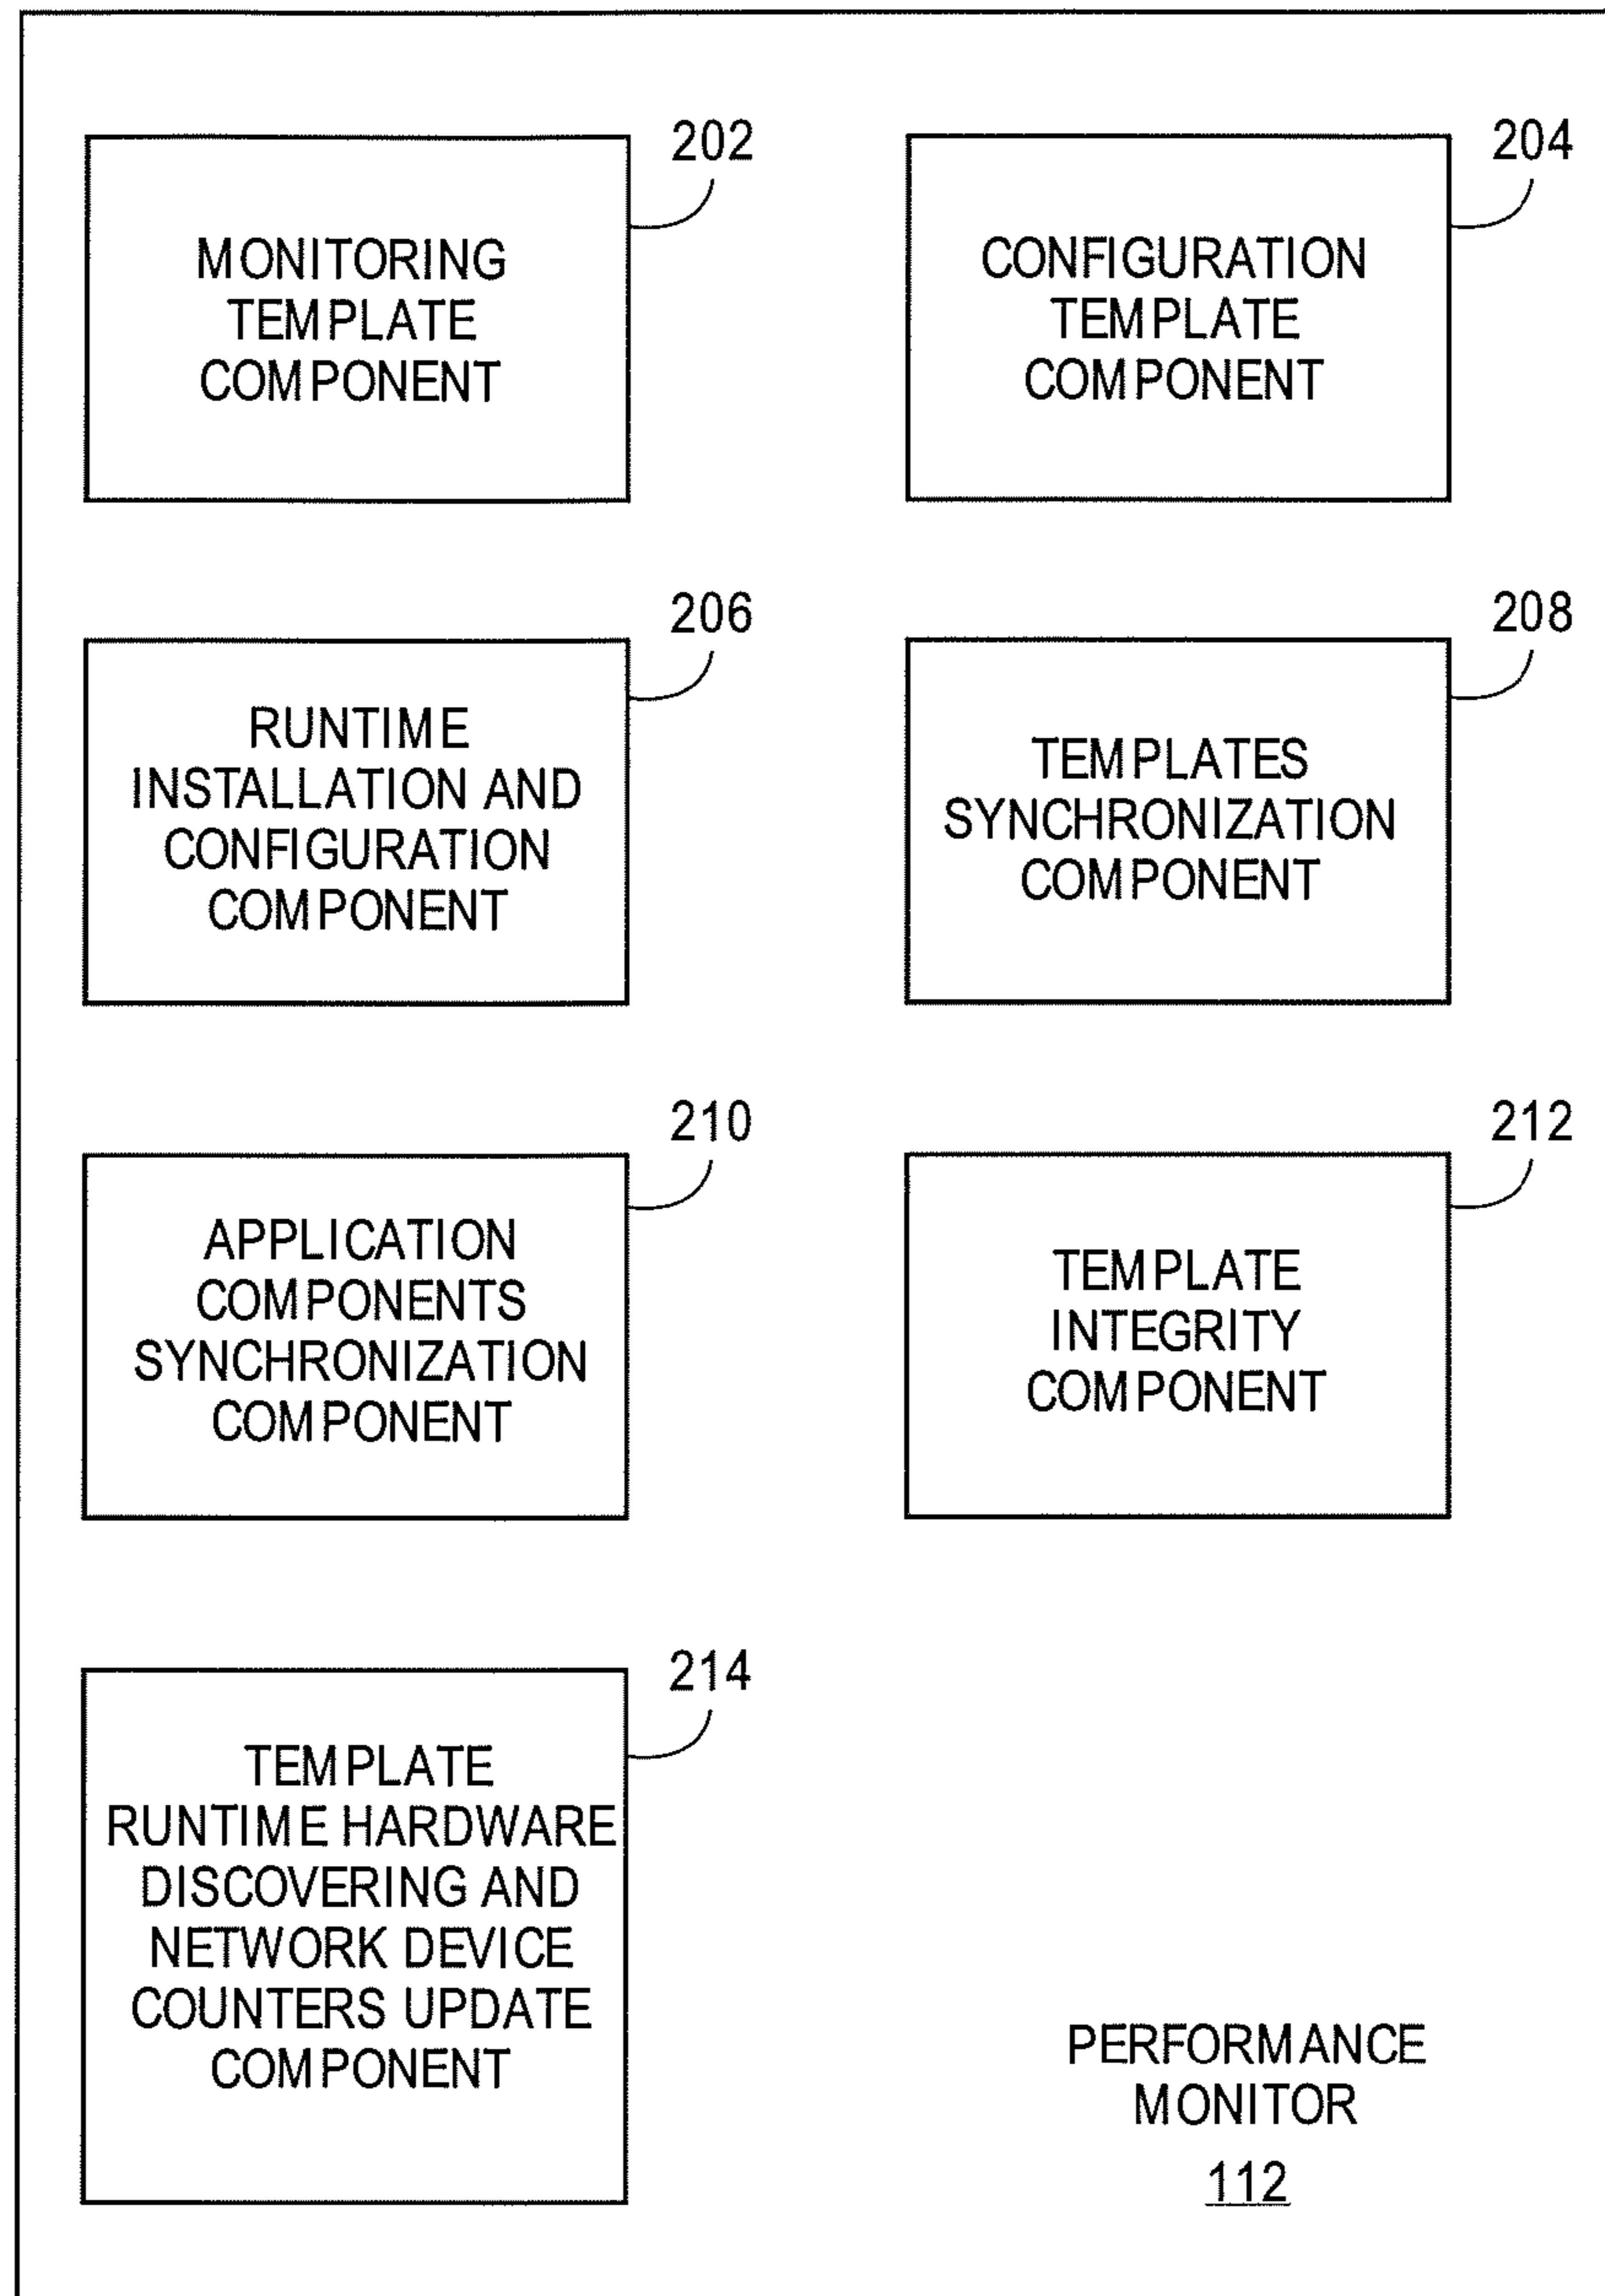 202
MONITORING
TEMPLATE
COMPONENT
204
CONFIGURATION
TEMPLATE
COMPONENT
206
RUNTIME
INSTALLATION AND
CONFIGURATION
COMPONENT
208
TEMPLATES
SYNCHRONIZATION
COMPONENT
210
APPLICATION
COMPONENTS
SYNCHRONIZATION
COMPONENT
212
TEMPLATE
INTEGRITY
COMPONENT
214
TEMPLATE
RUNTIME HARDWARE
DISCOVERING AND
NETWORK DEVICE
COUNTERS UPDATE
COMPONENT
PERFORMANCE
MONITOR
112